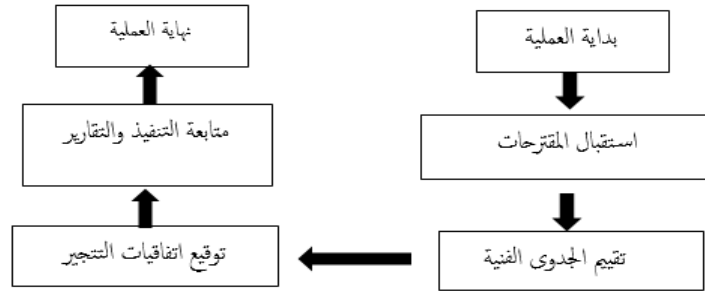 بداية العملية
استقبال المقترحات
تقييم الجدوى الفنية
توقيع اتفاقيات التتجير
متابعة التنفيذ والتقارير
نهاية العملية